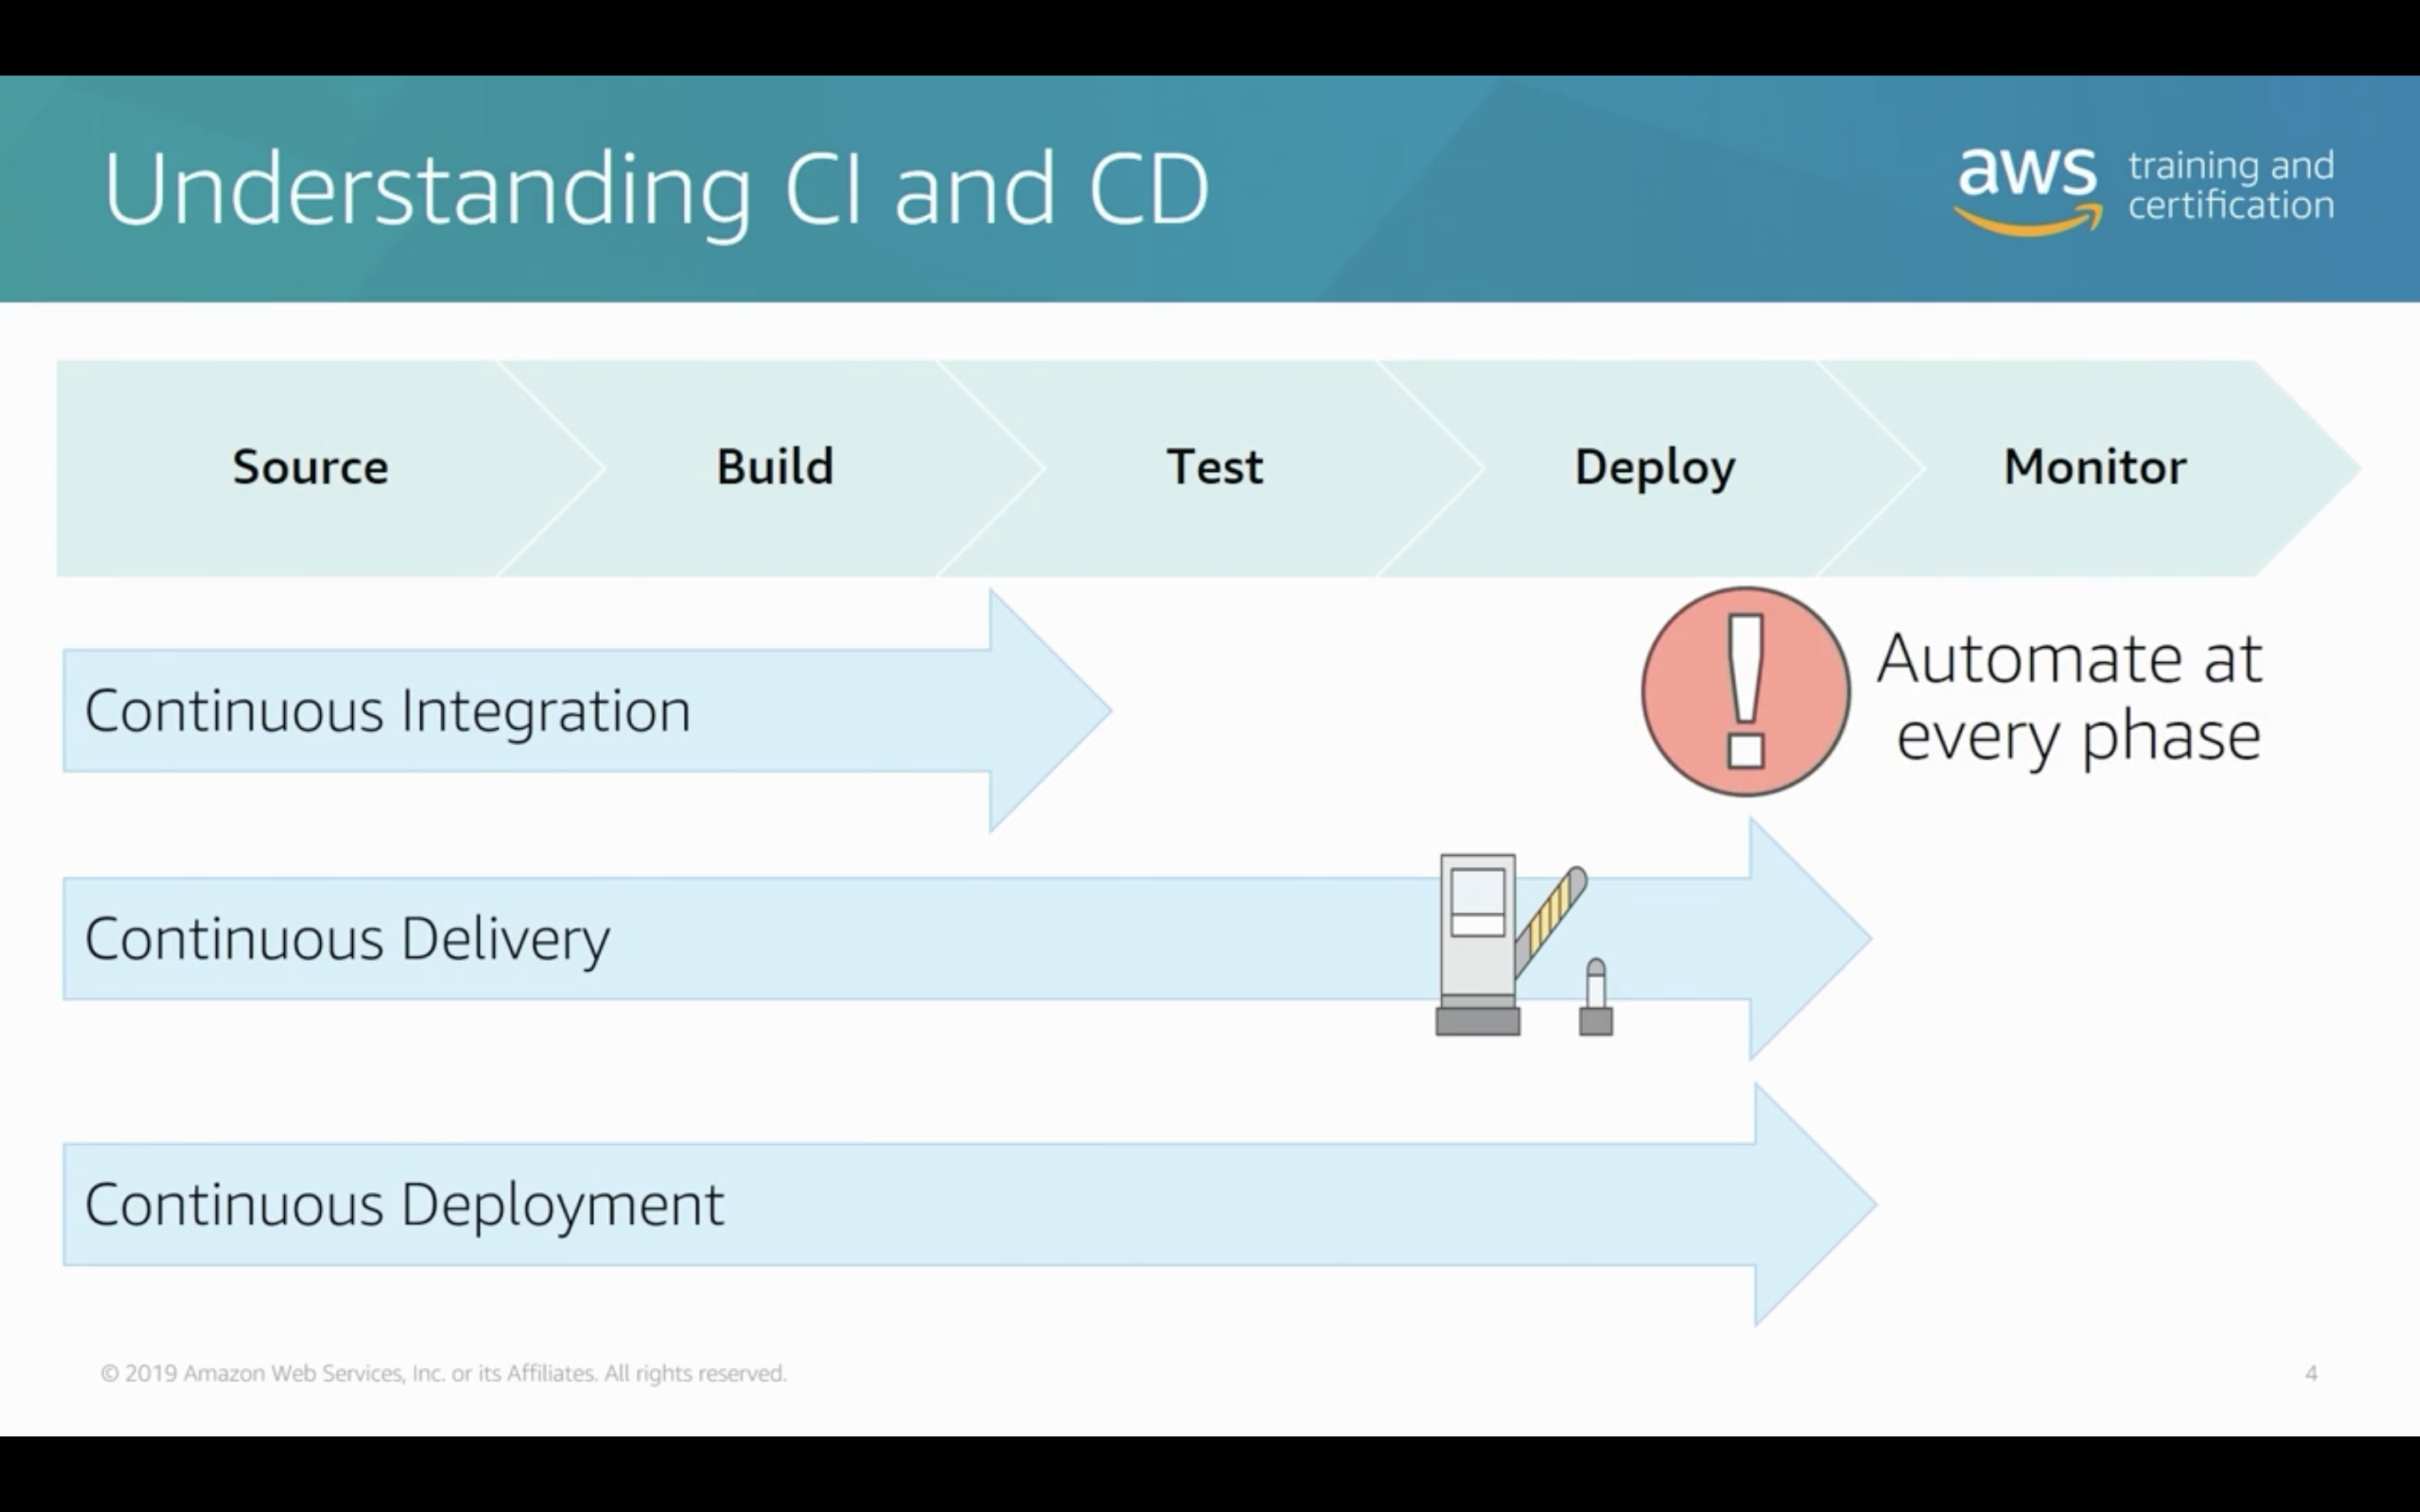 Understanding CI and CD
aws training and
certification
Source
Build
Test
Deploy
Monitor
Continuous Integration
Automate at
every phase
Continuous Delivery
Continuous Deployment
© 2019 Amazon Web Services, Inc. or its Affiliates. All rights reserved.
4